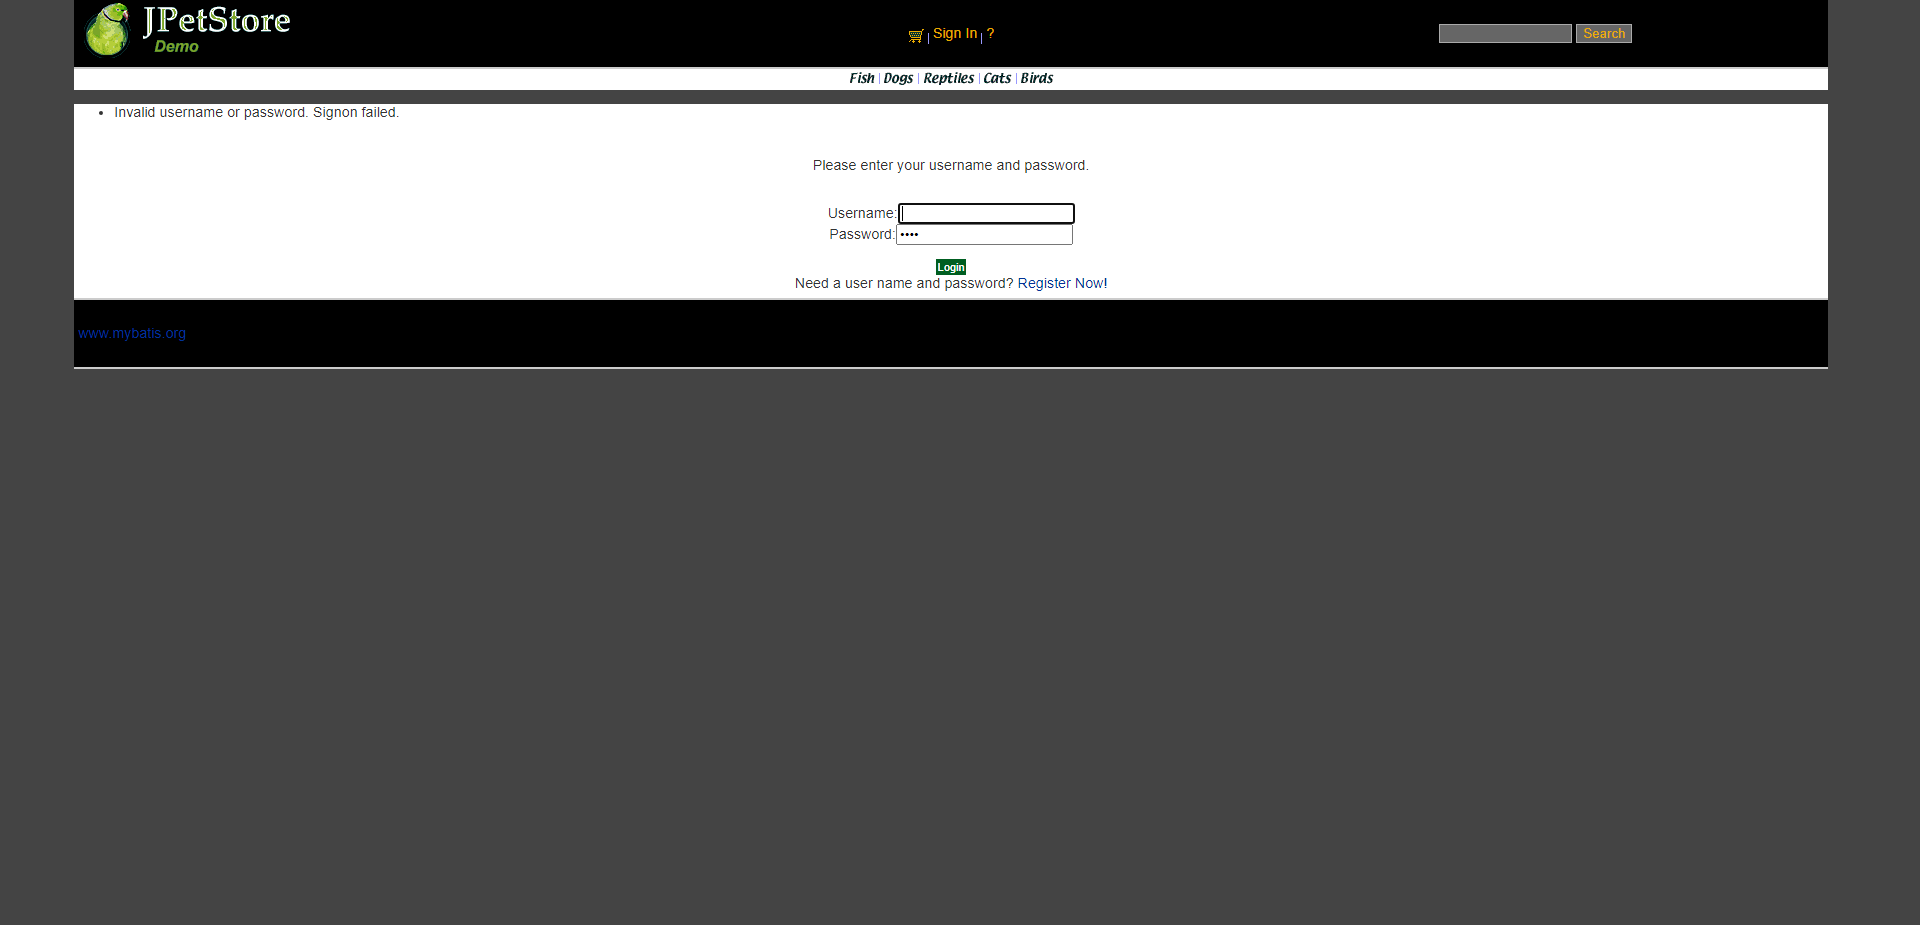 JPetStore
Demo
Sign In ?
Search
Fish Dogs Reptiles Cats Birds
Invalid username or password. Signon failed.
Please enter your username and password.
Username:
Password:••••
Login
Need a user name and password? Register Now!
www.mybatis.org